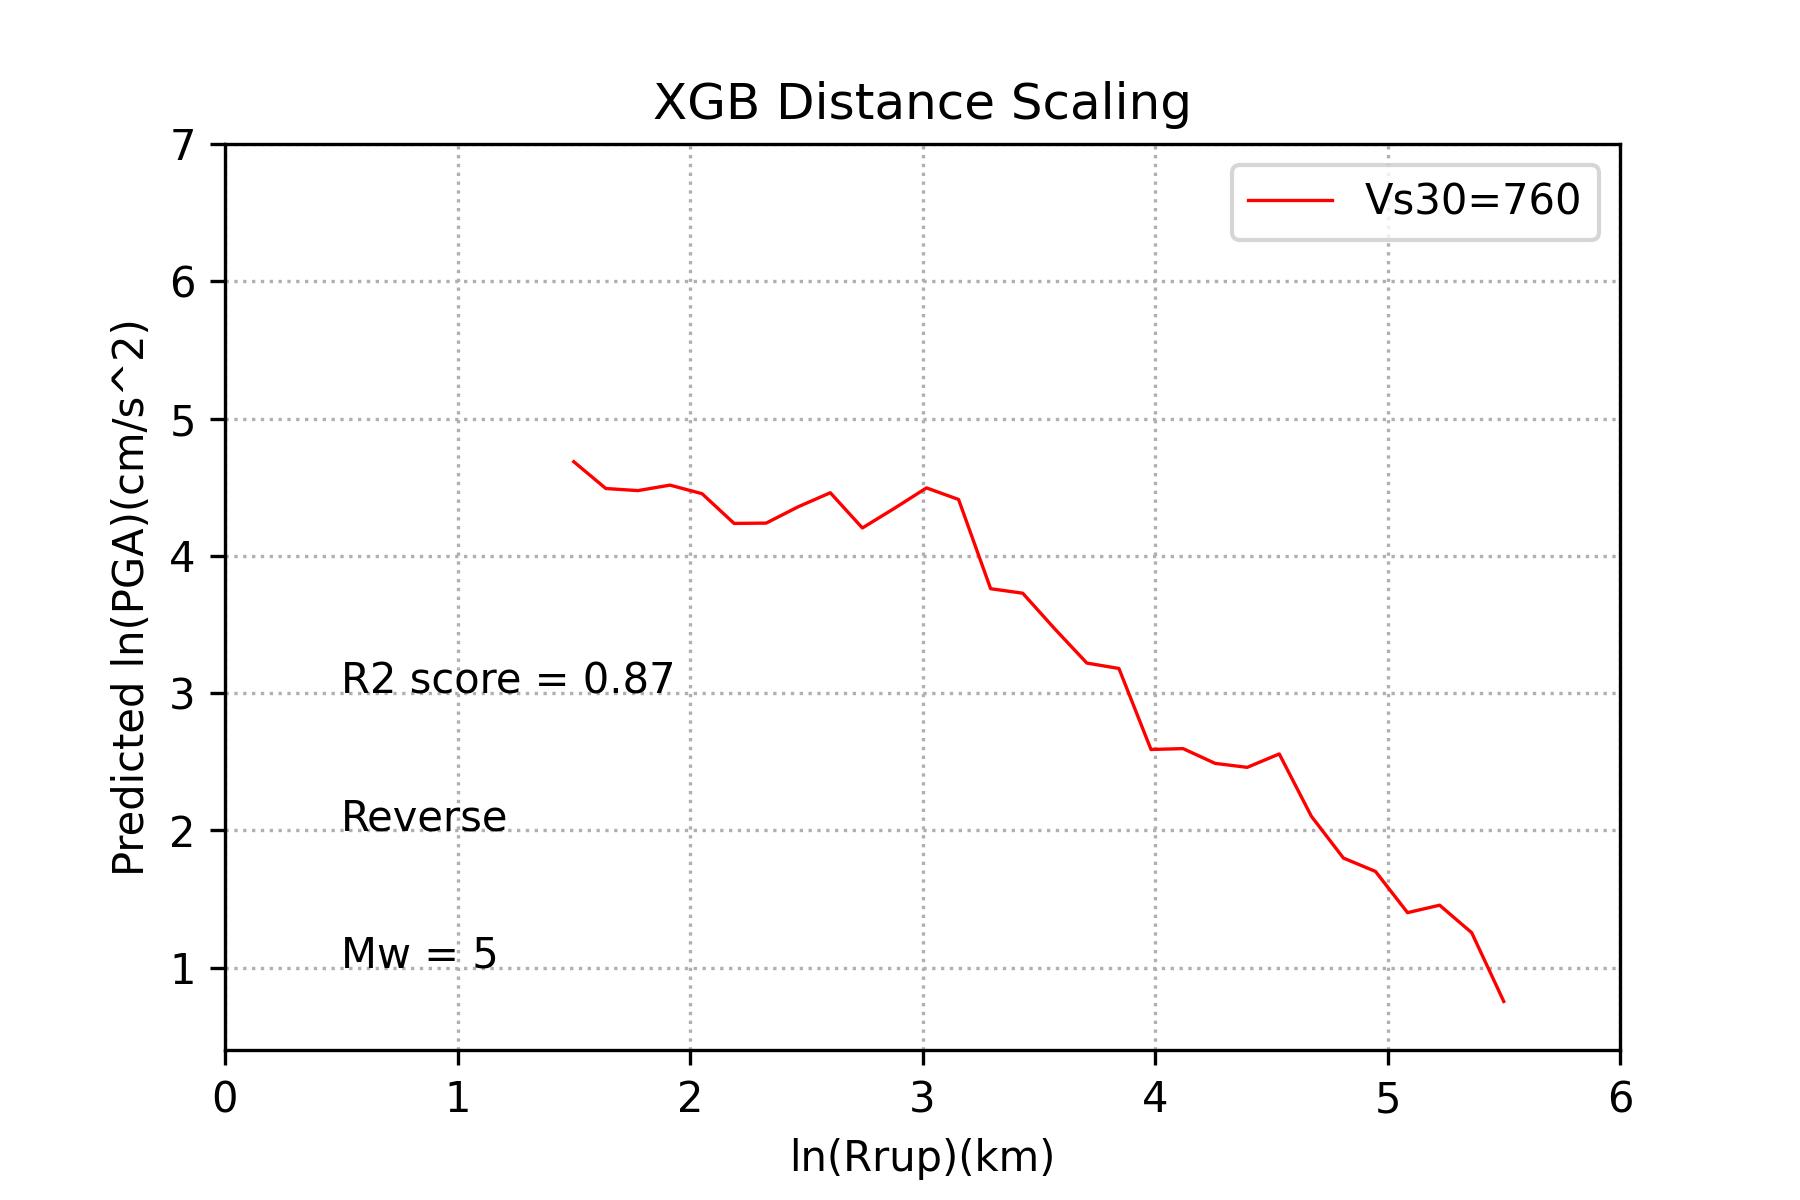 XGB Distance Scaling
Predicted ln(PGA)(cm/s^2)
7
6
5
4
3
2
1
Vs30=760
R2 score = 0.87
Reverse
Mw = 5
0 1 2 3 4 5 6
ln(Rrup)(km)